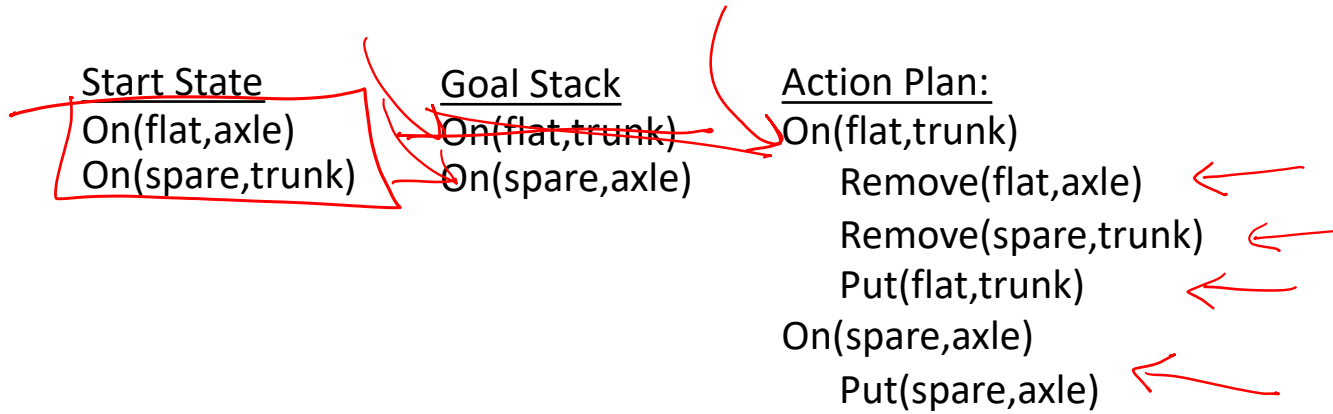 Start State
On(flat,axle)
On(spare,trunk)
Goal Stack
On(flat,trunk)
On(spare,axle)
Action Plan:
On(flat,trunk)
Remove(flat,axle)
Remove(spare,trunk)
Put(flat,trunk)
On(spare,axle)
Put(spare,axle)